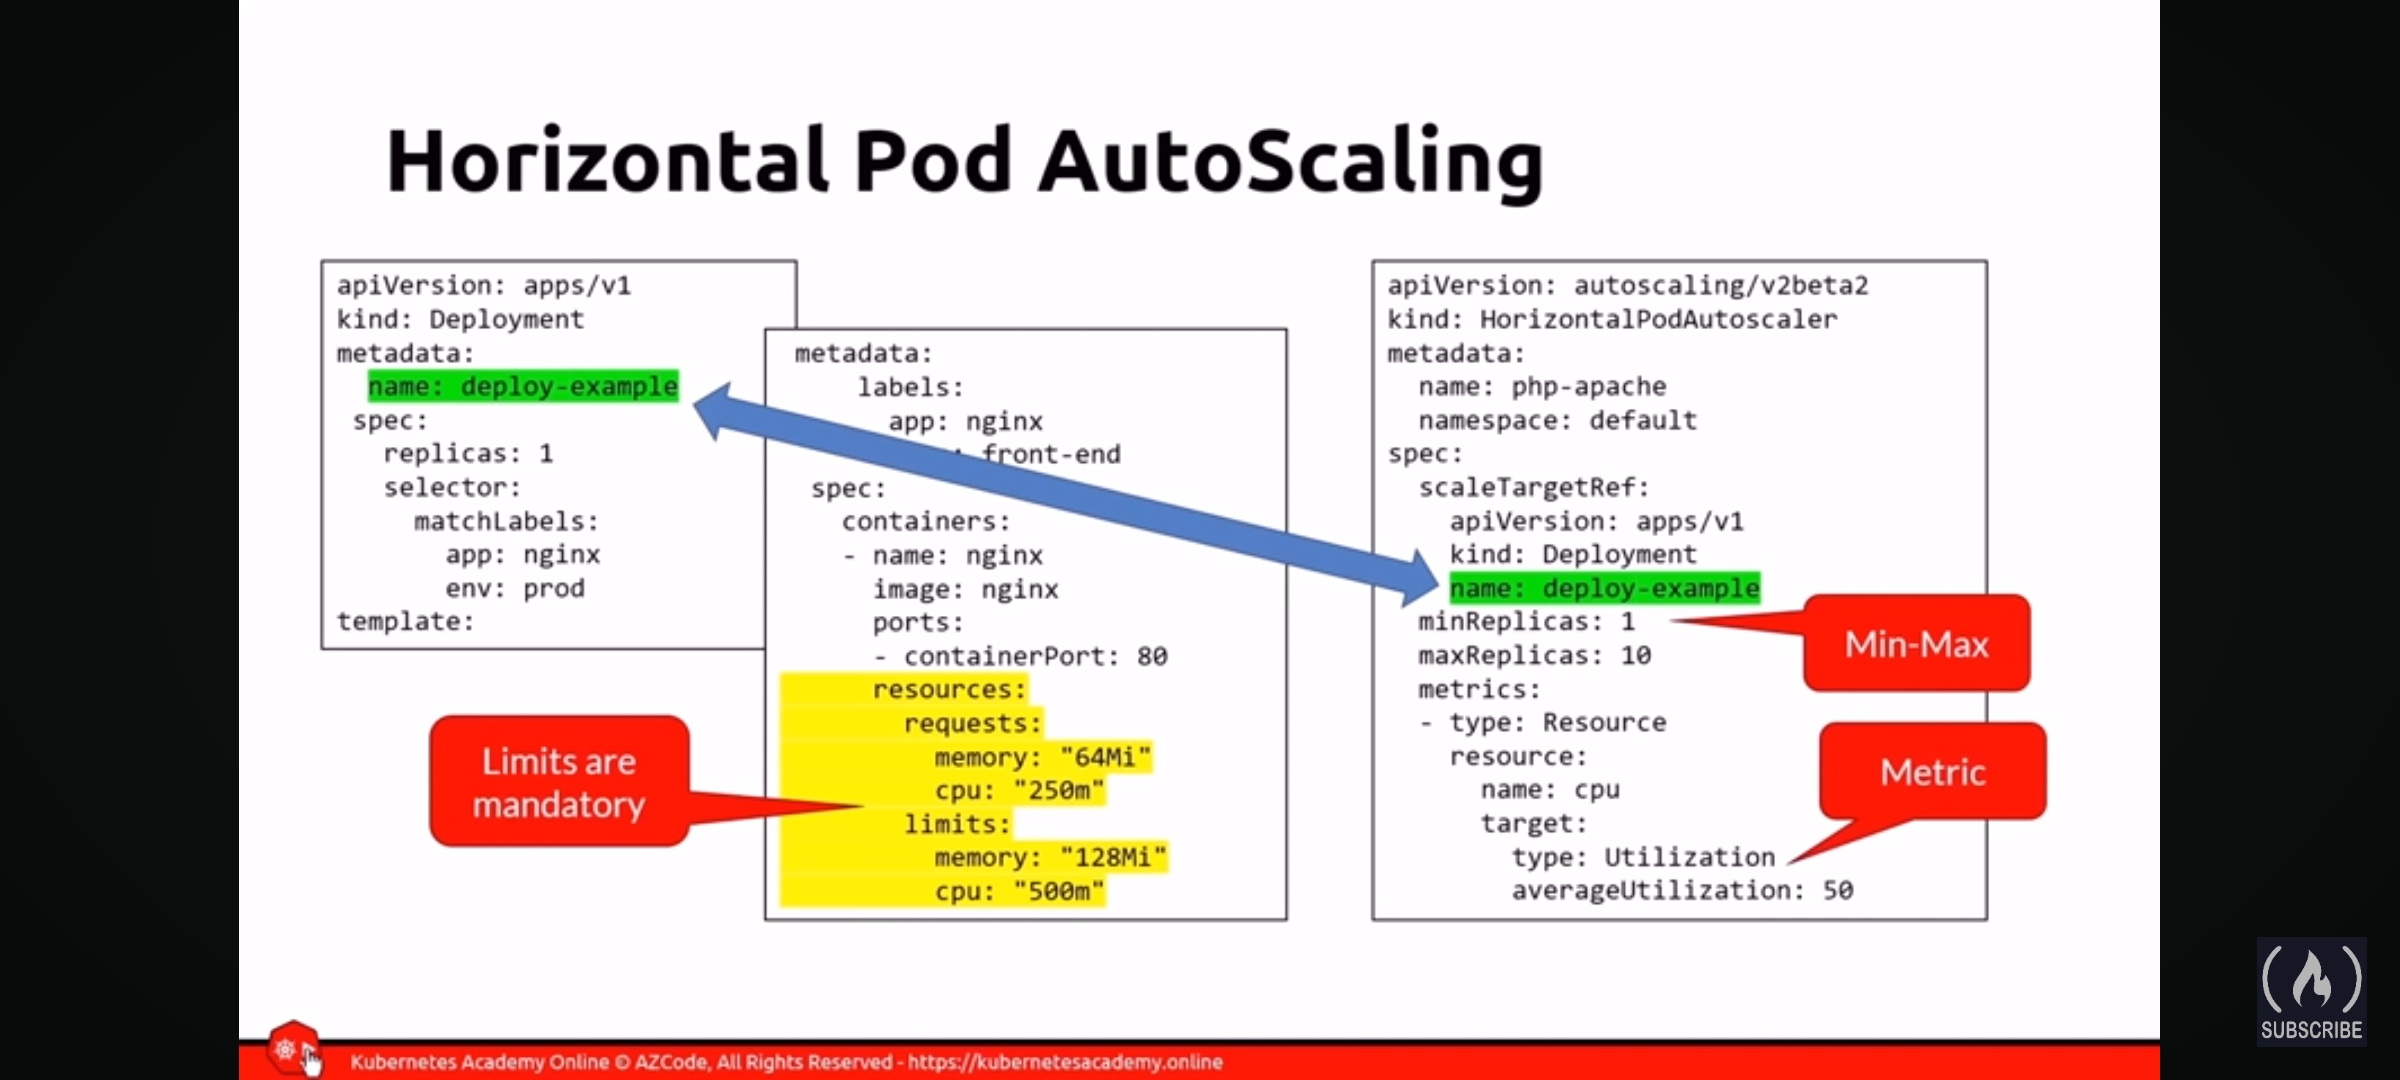 Horizontal Pod AutoScaling
apiVersion: apps/v1
kind: Deployment
metadata:
name: deploy-example
spec:
replicas: 1
selector:
matchLabels:
app: nginx
env: prod
template:
metadata:
labels:
app: nginx
: front-end
spec:
containers:
- name: nginx
image: nginx
ports:
- containerPort: 80
resources:
requests:
memory: "64Mi"
cpu: "250m"
limits:
memory: "128Mi"
cpu: "500m"
Limits are
mandatory
apiVersion: autoscaling/v2beta2
kind: HorizontalPodAutoscaler
metadata:
name: php-apache
namespace: default
spec:
scaleTargetRef:
apiVersion: apps/v1
kind: Deployment
name: deploy-example
minReplicas: 1
maxReplicas: 10
metrics:
- type: Resource
resource:
name: cpu
target:
type: Utilization
averageUtilization: 50
Min-Max
Metric
SUBSCRIBE
Kubernetes Academy Online © AZCode, All Rights Reserved - https://kubernetesacademy.online